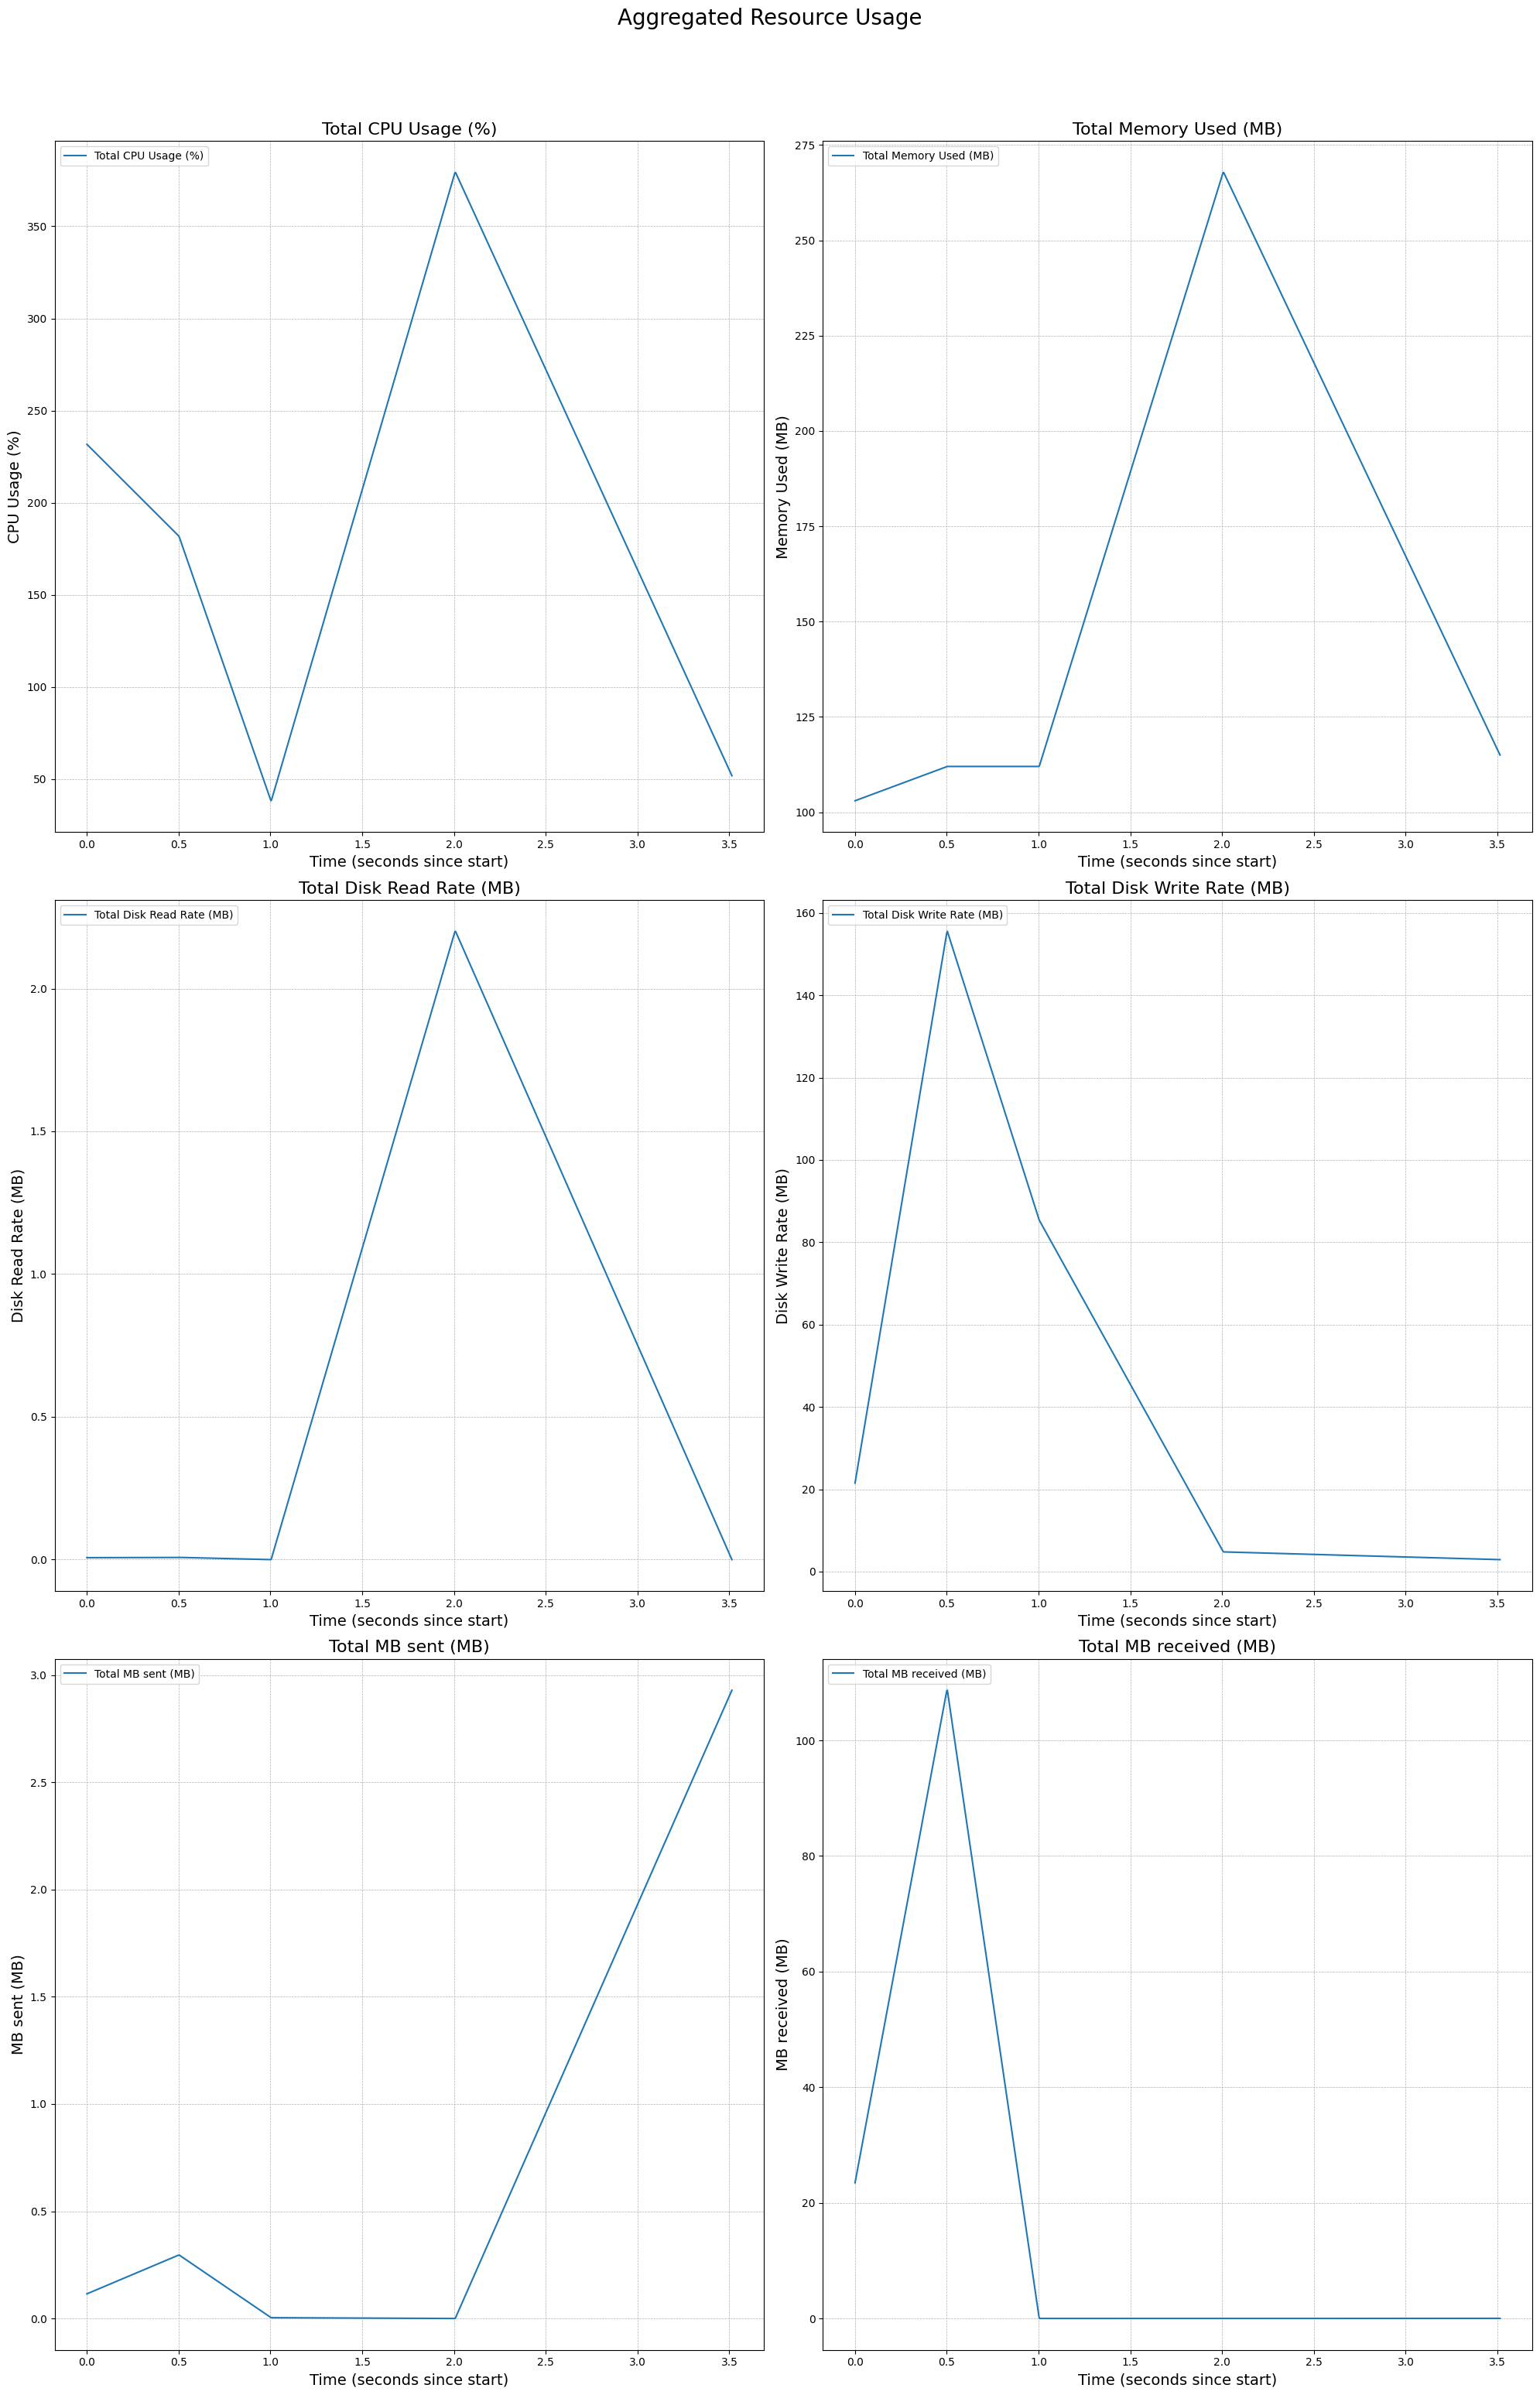 Aggregated Resource Usage
Total CPU Usage (%)
Total CPU Usage (%)
CPU Usage (%)
350
300
250
200
150
100
50
0.0 0.5 1.0 1.5 2.0 2.5 3.0 3.5
Time (seconds since start)
Total Memory Used (MB)
Total Memory Used (MB)
Memory Used (MB)
275
250
225
200
175
150
125
100
0.0 0.5 1.0 1.5 2.0 2.5 3.0 3.5
Time (seconds since start)
Total Disk Read Rate (MB)
Total Disk Read Rate (MB)
Disk Read Rate (MB)
2.0
1.5
1.0
0.5
0.0
0.0 0.5 1.0 1.5 2.0 2.5 3.0 3.5
Time (seconds since start)
Total Disk Write Rate (MB)
Total Disk Write Rate (MB)
Disk Write Rate (MB)
160
140
120
100
80
60
40
20
0
0.0 0.5 1.0 1.5 2.0 2.5 3.0 3.5
Time (seconds since start)
Total MB sent (MB)
Total MB sent (MB)
MB sent (MB)
3.0
2.5
2.0
1.5
1.0
0.5
0.0
0.0 0.5 1.0 1.5 2.0 2.5 3.0 3.5
Time (seconds since start)
Total MB received (MB)
Total MB received (MB)
MB received (MB)
100
80
60
40
20
0
0.0 0.5 1.0 1.5 2.0 2.5 3.0 3.5
Time (seconds since start)